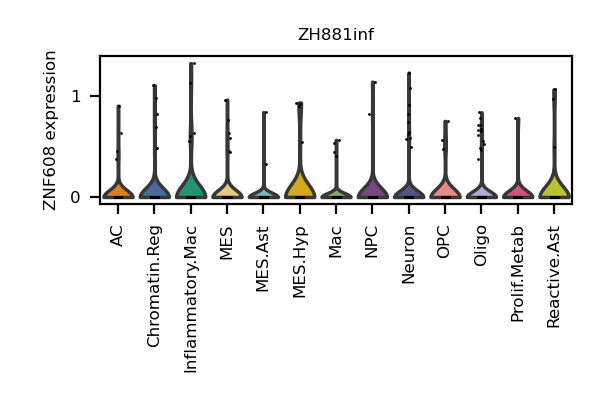 ZH881inf
ZNF608 expression
1
0
AC
Chromatin.Reg
Inflammatory.Mac
MES
MES.Ast
MES.Hyp
Mac
NPC
Neuron
OPC
Oligo
Prolif.Metab
Reactive.Ast